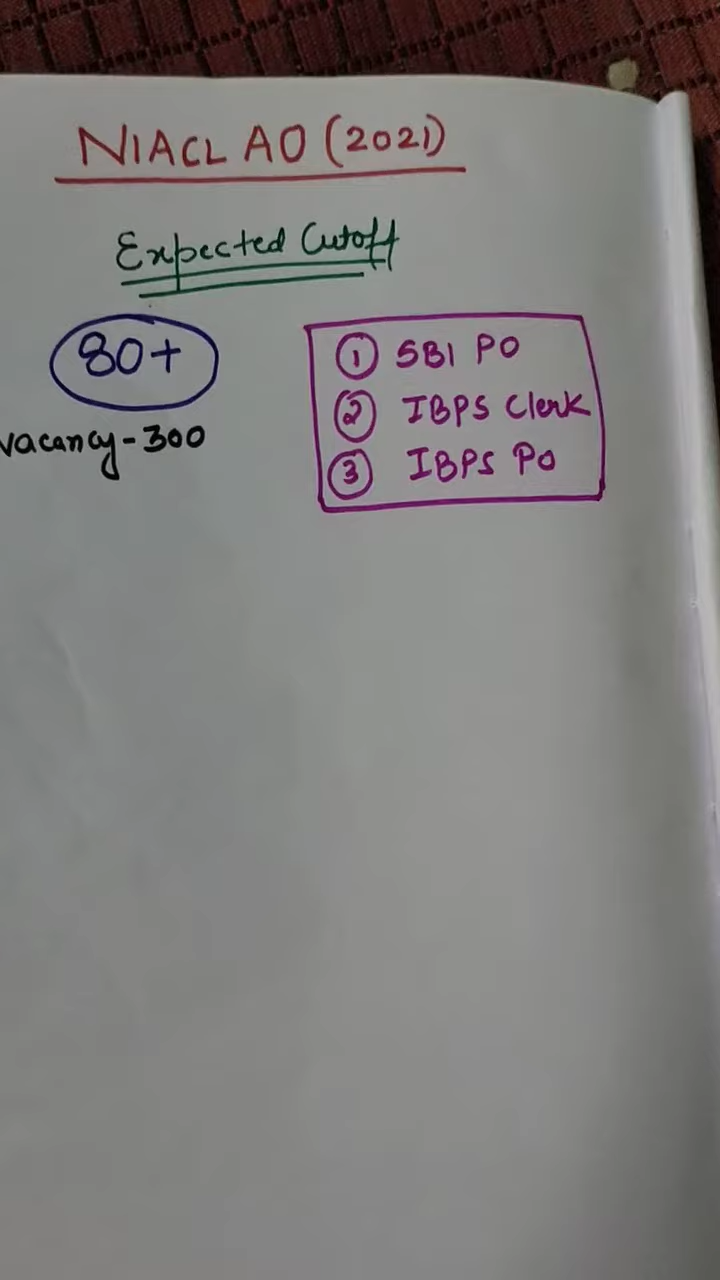 NIACL AO (2021)
Expected Cutoff
80+
vacancy-300
① SBI PO
② IBPS Clerk
③ IBPS PO